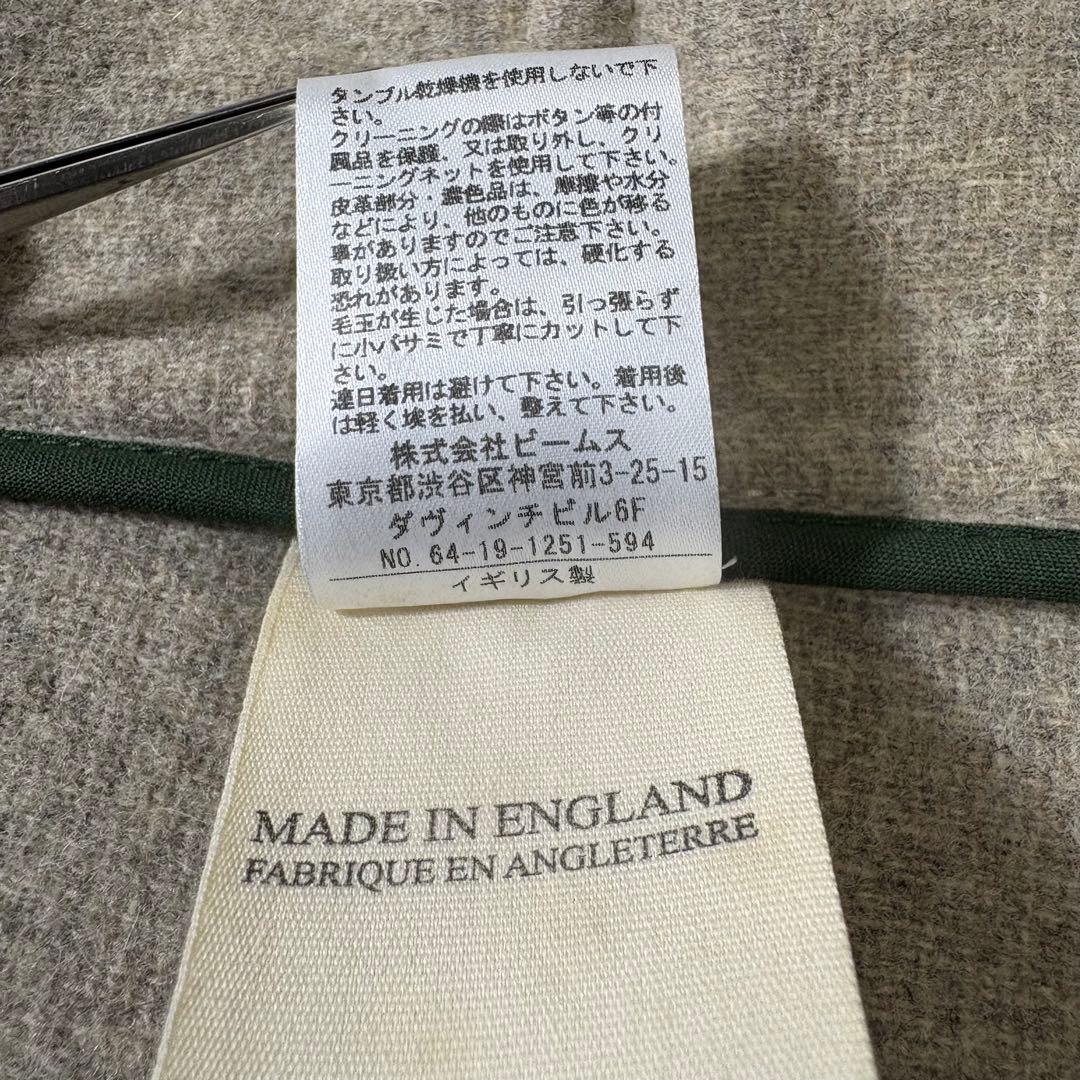 タンブル乾燥機を使用しないで下
さい。
クリーニングの際はボタン等の付
属品を保護、又は取り外し、クリ
ーニングネットを使用して下さい。
皮革部分・濃色品は、摩擦や水分
などにより、他のものに色が移る
事がありますのでご注意下さい。
取り扱い方によっては、硬化する
恐れがあります。
毛玉が生じた場合は、引っ張らず
に小バサミで丁寧にカットして下
さい。
連日着用は避けて下さい。着用後
は軽く埃を払い、整えて下さい。
株式会社ビームス
東京都渋谷区神宮前3-25-15
ダヴィンチビル6F
NO. 64-19-1251-594
イギリス製
MADE IN ENGLAND
FABRIQUE EN ANGLETERRE